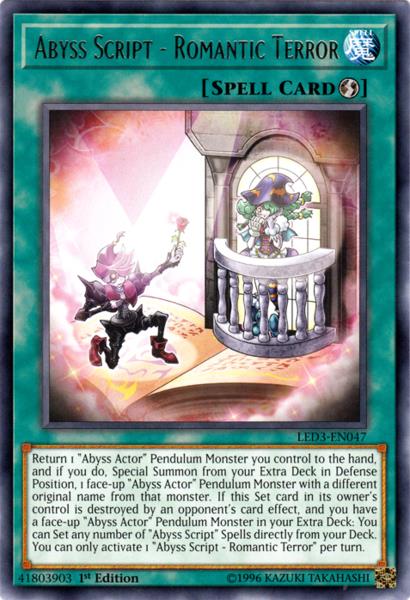 ABYSS SCRIPT - ROMANTIC TERROR
SPELL
魔
[SPELL CARD]
LED3-EN047
Return 1 "Abyss Actor" Pendulum Monster you control to the hand,
and if you do, Special Summon from your Extra Deck in Defense
Position, 1 face-up "Abyss Actor" Pendulum Monster with a different
original name from that monster. If this Set card in its owner's
control is destroyed by an opponent's card effect, and you have
a face-up "Abyss Actor" Pendulum Monster in your Extra Deck: You
can Set any number of "Abyss Script" Spells directly from your Deck.
You can only activate 1 "Abyss Script - Romantic Terror" per turn.
41803903 1st Edition ©1996 KAZUKI TAKAHASHI